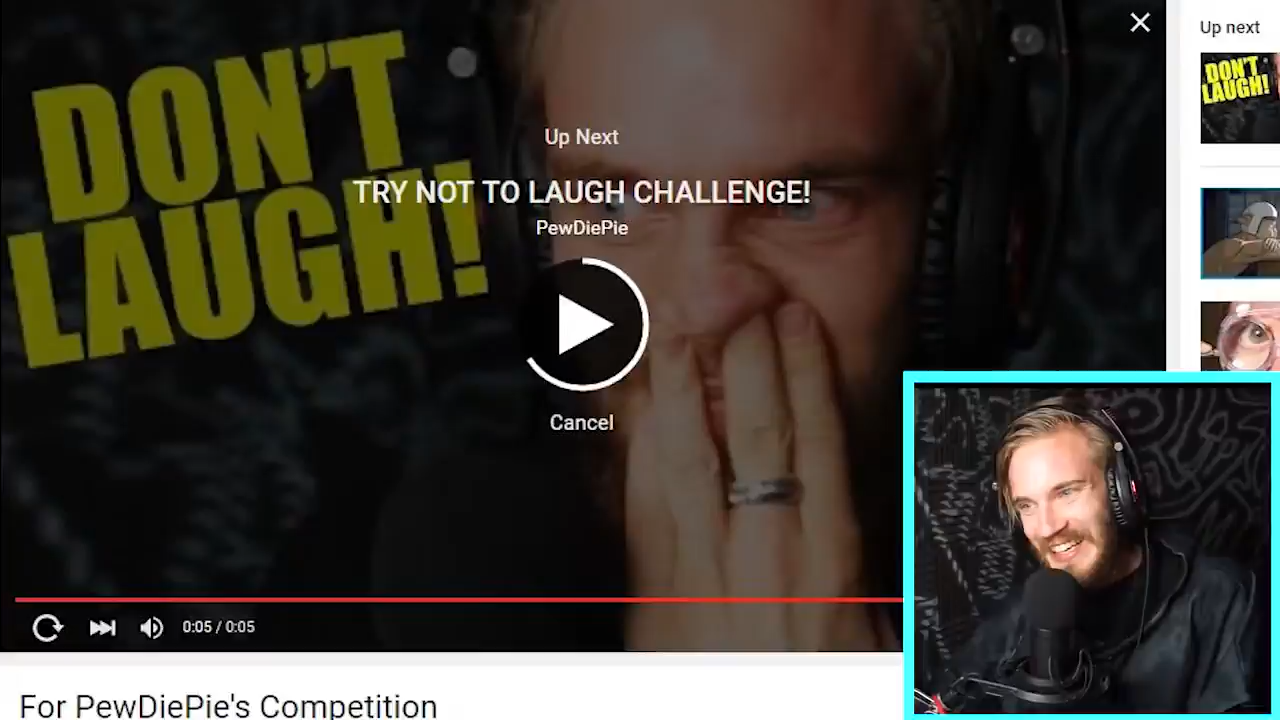 Up next
DON'T
LAUGH!
Up Next
TRY NOT TO LAUGH CHALLENGE!
PewDiePie
Cancel
DON'T
LAUGH!
0:05 / 0:05
For PewDiePie's Competition